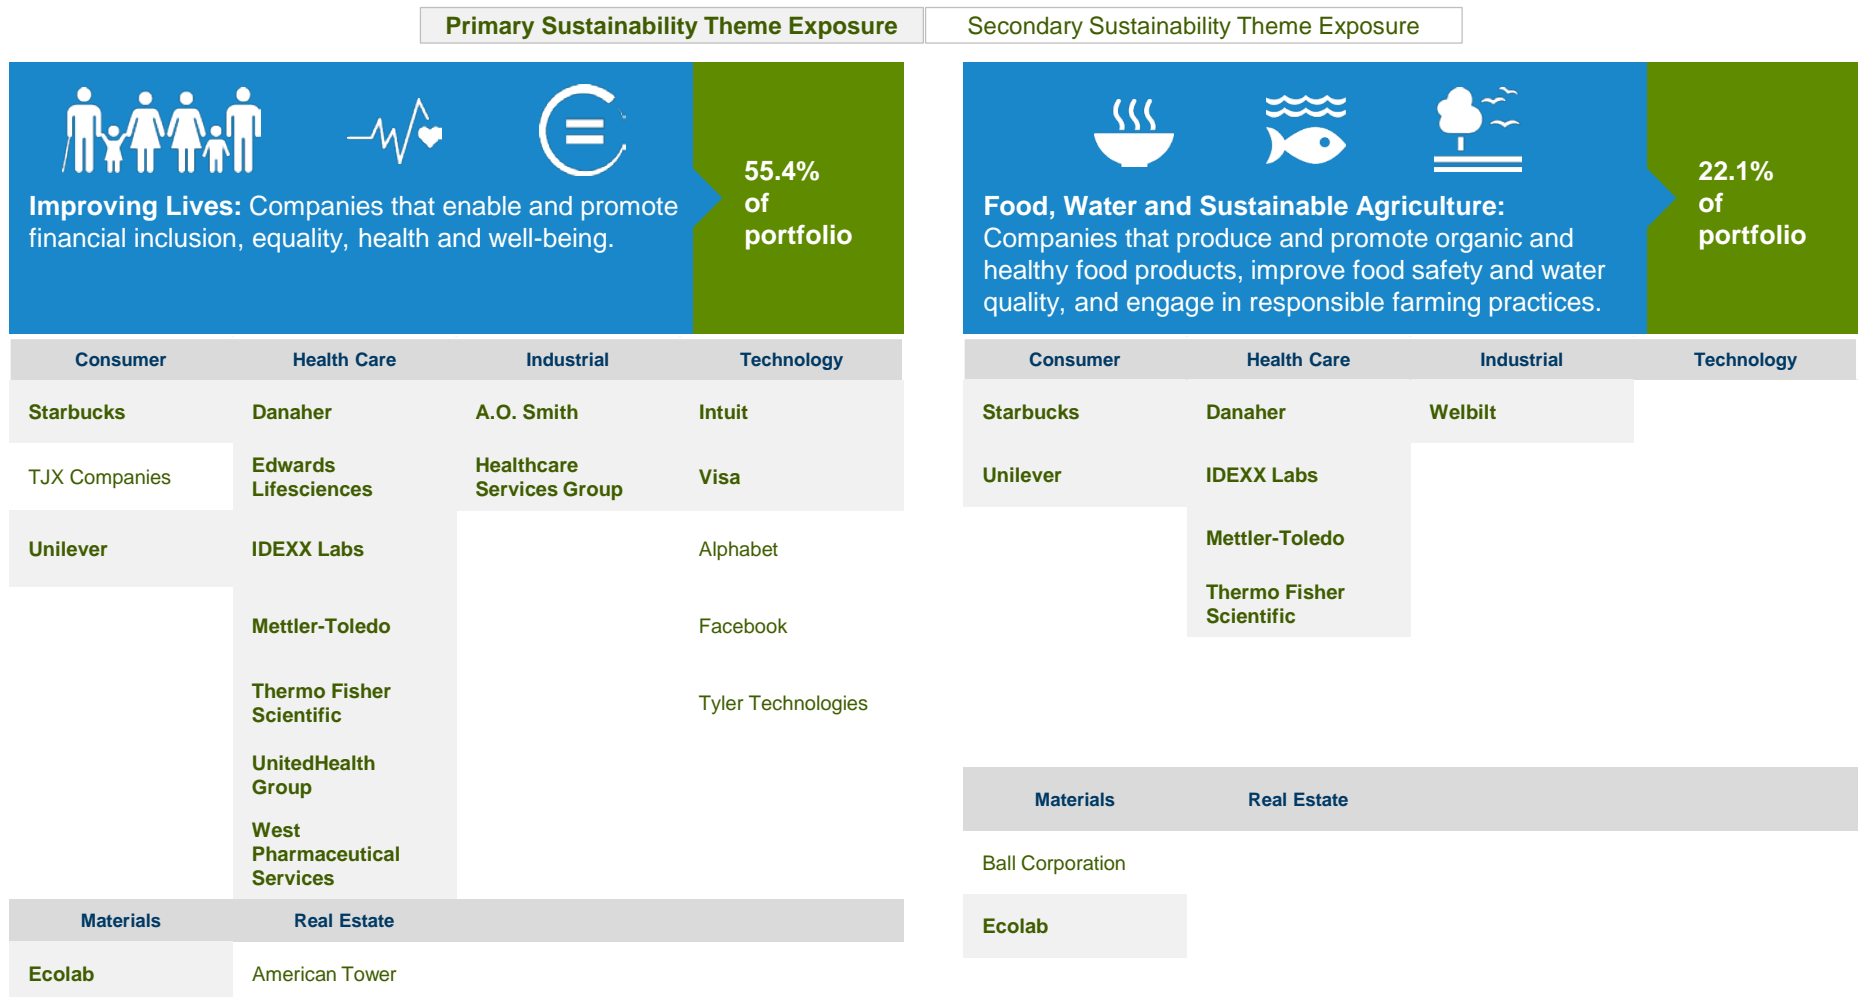 Primary Sustainability Theme Exposure
Secondary Sustainability Theme Exposure
Improving Lives: Companies that enable and promote
financial inclusion, equality, health and well-being.
55.4%
of
portfolio
Consumer
Health Care
Industrial
Technology
Starbucks
Danaher
A.O. Smith
Intuit
TJX Companies
Edwards
Lifesciences
Healthcare
Services Group
Visa
Unilever
IDEXX Labs
Alphabet
Mettler-Toledo
Facebook
Thermo Fisher
Scientific
Tyler Technologies
UnitedHealth
Group
West
Pharmaceutical
Services
Materials
Real Estate
Ecolab
American Tower
Food, Water and Sustainable Agriculture:
Companies that produce and promote organic and
healthy food products, improve food safety and water
quality, and engage in responsible farming practices.
22.1%
of
portfolio
Consumer
Health Care
Industrial
Technology
Starbucks
Danaher
Welbilt
Unilever
IDEXX Labs
Mettler-Toledo
Thermo Fisher
Scientific
Materials
Real Estate
Ball Corporation
Ecolab